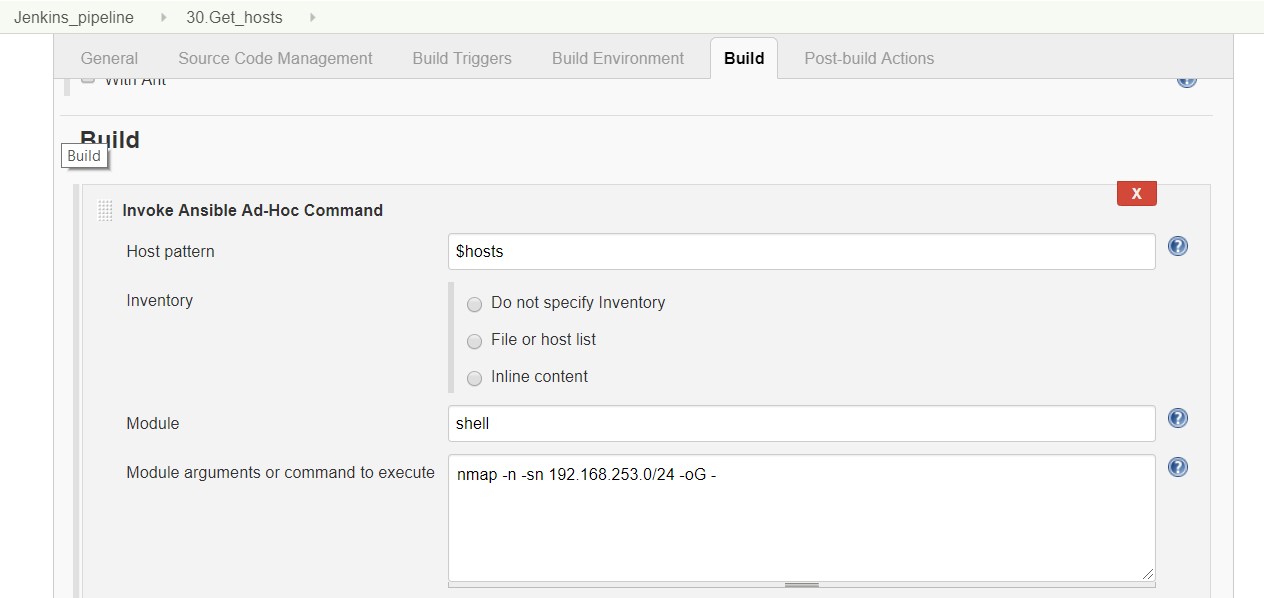 Jenkins_pipeline 30.Get_hosts
General Source Code Management Build Triggers Build Environment Build Post-build Actions
With Ant
Build
Build
X
Invoke Ansible Ad-Hoc Command
Host pattern $hosts
Inventory Do not specify Inventory
File or host list
Inline content
Module shell
Module arguments or command to execute nmap -n -sn 192.168.253.0/24 -oG -